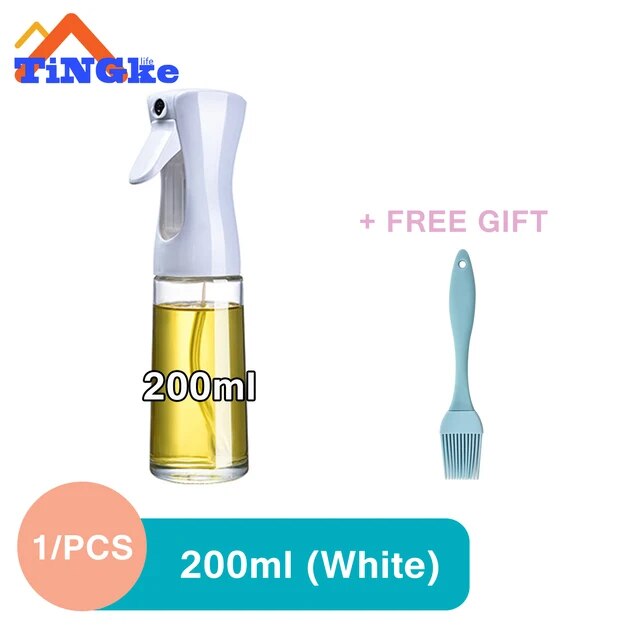 life
TiNGke
+ FREE GIFT
200ml
1/PCS
200ml (White)